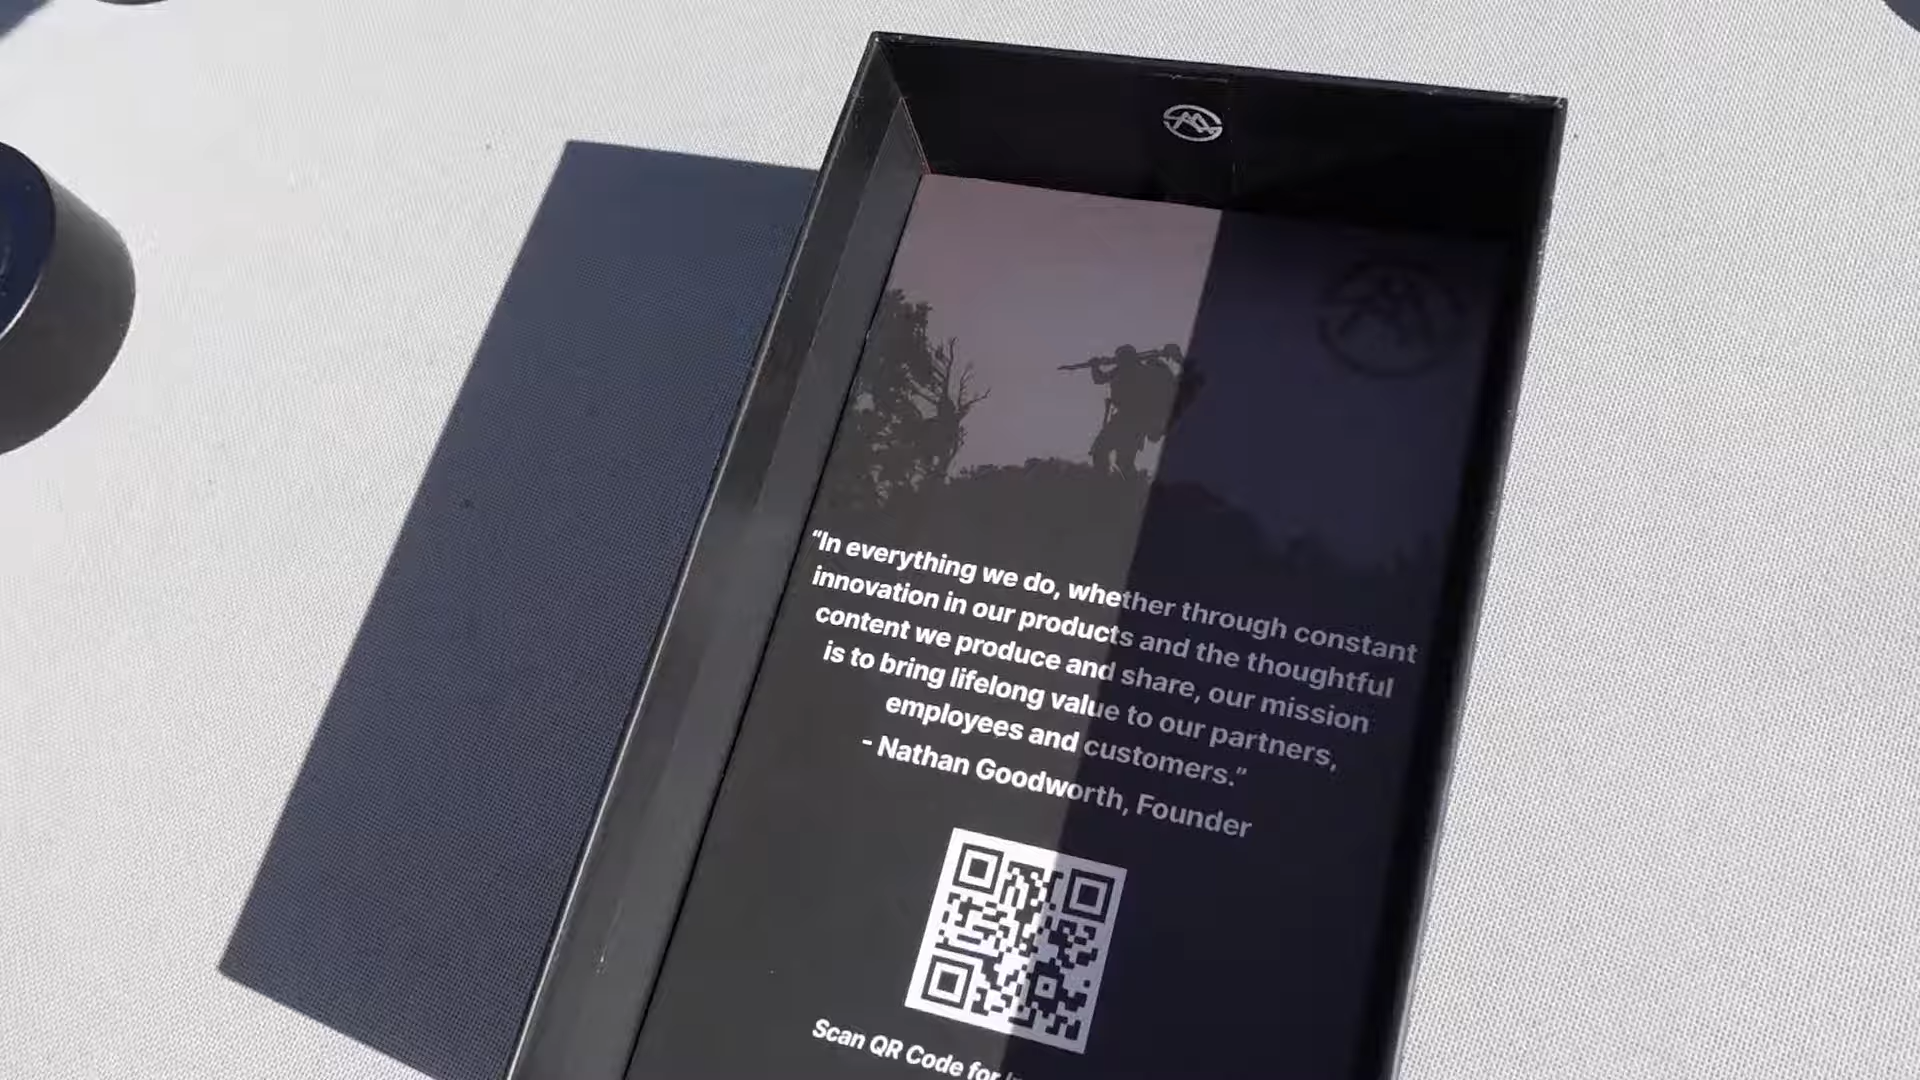 “In everything we do, whether through constant
innovation in our products and the thoughtful
content we produce and share, our mission
is to bring lifelong value to our partners,
employees and customers.”
- Nathan Goodworth, Founder
Scan QR Code for